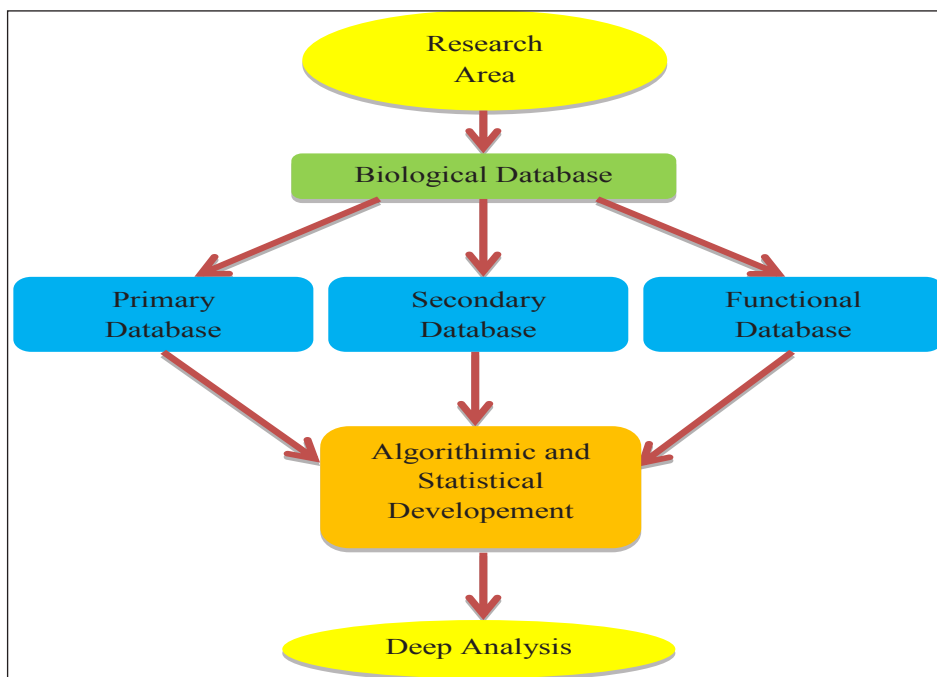 Research
Area
Biological Database
Primary
Database
Secondary
Database
Functional
Database
Algorithimic and
Statistical
Developement
Deep Analysis